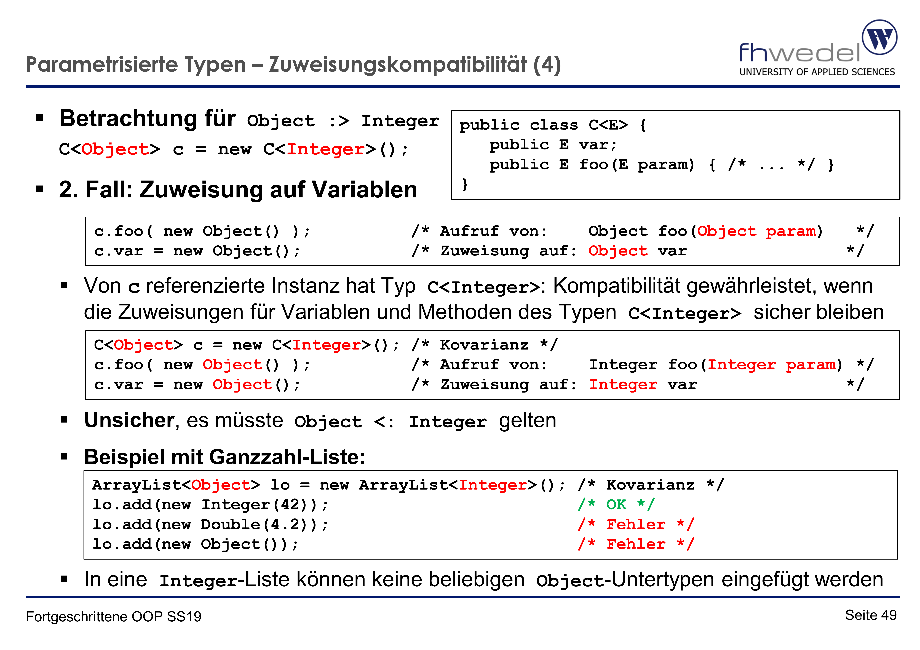 Parametrisierte Typen – Zuweisungskompatibilität (4)
fhwedel
UNIVERSITY OF APPLIED SCIENCES
W
▪ Betrachtung für Object :> Integer
C<Object> c = new C<Integer>();
public class C<E> {
public E var;
public E foo(E param) { /* ... */ }
}
▪ 2. Fall: Zuweisung auf Variablen
c.foo( new Object() ); /* Aufruf von: Object foo(Object param) */
c.var = new Object(); /* Zuweisung auf: Object var */
▪ Von c referenzierte Instanz hat Typ C<Integer>: Kompatibilität gewährleistet, wenn
die Zuweisungen für Variablen und Methoden des Typen C<Integer> sicher bleiben
C<Object> c = new C<Integer>(); /* Kovarianz */
c.foo( new Object() ); /* Aufruf von: Integer foo(Integer param) */
c.var = new Object(); /* Zuweisung auf: Integer var */
▪ Unsicher, es müsste Object <: Integer gelten
▪ Beispiel mit Ganzzahl-Liste:
ArrayList<Object> lo = new ArrayList<Integer>(); /* Kovarianz */
lo.add(new Integer(42)); /* OK */
lo.add(new Double(4.2)); /* Fehler */
lo.add(new Object()); /* Fehler */
▪ In eine Integer-Liste können keine beliebigen Object-Untertypen eingefügt werden
Fortgeschrittene OOP SS19
Seite 49